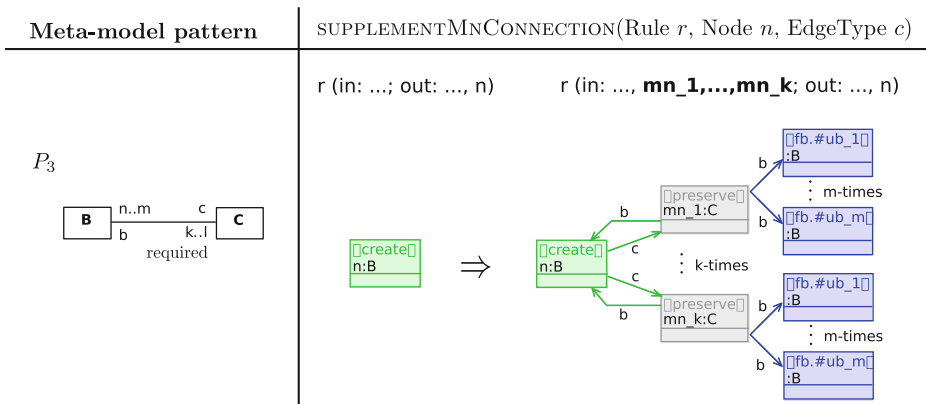 Meta-model pattern
SUPPLEMENTMNCONNECTION(Rule r, Node n, EdgeType c)
r (in: ...; out: ..., n)
r (in: ..., mn_1,...,mn_k; out: ..., n)
P3
B
n..m
b
c
k..l
required
C
▯create▯
n:B
⇒
▯create▯
n:B
b
c
c
b
▯preserve▯
mn_1:C
⋮ k-times
▯preserve▯
mn_k:C
b
b
▯fb.#ub_1▯
:B
⋮ m-times
▯fb.#ub_m▯
:B
b
b
▯fb.#ub_1▯
:B
⋮ m-times
▯fb.#ub_m▯
:B